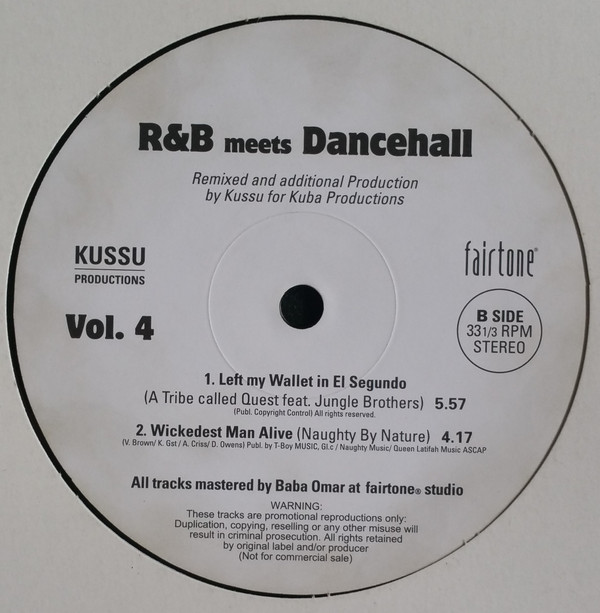 R&B meets Dancehall
Remixed and additional Production
by Kussu for Kuba Productions
KUSSU
PRODUCTIONS
fairtone®
Vol. 4
B SIDE
33 1/3 RPM
STEREO
1. Left my Wallet in El Segundo
(A Tribe called Quest feat. Jungle Brothers) 5.57
(Publ. Copyright Control) All rights reserved.
2. Wickedest Man Alive (Naughty By Nature) 4.17
(V. Brown/ K. Gst / A. Criss/ D. Owens) Publ. by T-Boy MUSIC, Gl.c / Naughty Music/ Queen Latifah Music ASCAP
All tracks mastered by Baba Omar at fairtone® studio
WARNING:
These tracks are promotional reproductions only:
Duplication, copying, reselling or any other misuse will
result in criminal prosecution. All rights retained
by original label and/or producer
(Not for commercial sale)